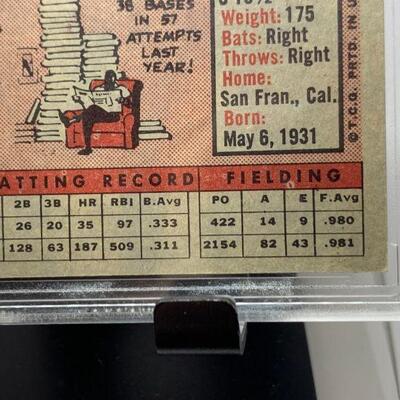 38 BASES IN 57
ATTEMPTS
LAST
YEAR!
Weight: 175
Bats: Right
Throws: Right
Home:
San Fran., Cal.
Born:
May 6, 1931
© T.C.G. PRTD. IN U
ATTING RECORD FIELDING
2B 3B HR RBI B.Avg PO A E F.Avg
26 20 35 97 .333 422 14 9 .980
128 63 187 509 .311 2154 82 43 .981